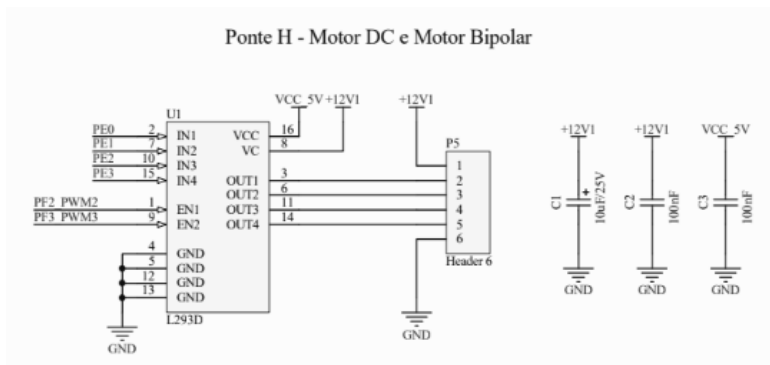 Ponte H - Motor DC e Motor Bipolar
U1
VCC_5V +12V1
+12V1
PE0 2 IN1 VCC 16
PE1 7 IN2 VC 8
PE2 10 IN3
PE3 15 IN4 OUT1 3
OUT2 6
PF2_PWM2 1 EN1 OUT3 11
PF3_PWM3 9 EN2 OUT4 14
4 GND
5 GND
12 GND
13 GND
L293D
GND
P5
1
2
3
4
5
6
Header 6
GND
+12V1
C1
+
10uF/25V
GND
+12V1
C2
100nF
GND
VCC_5V
C3
100nF
GND